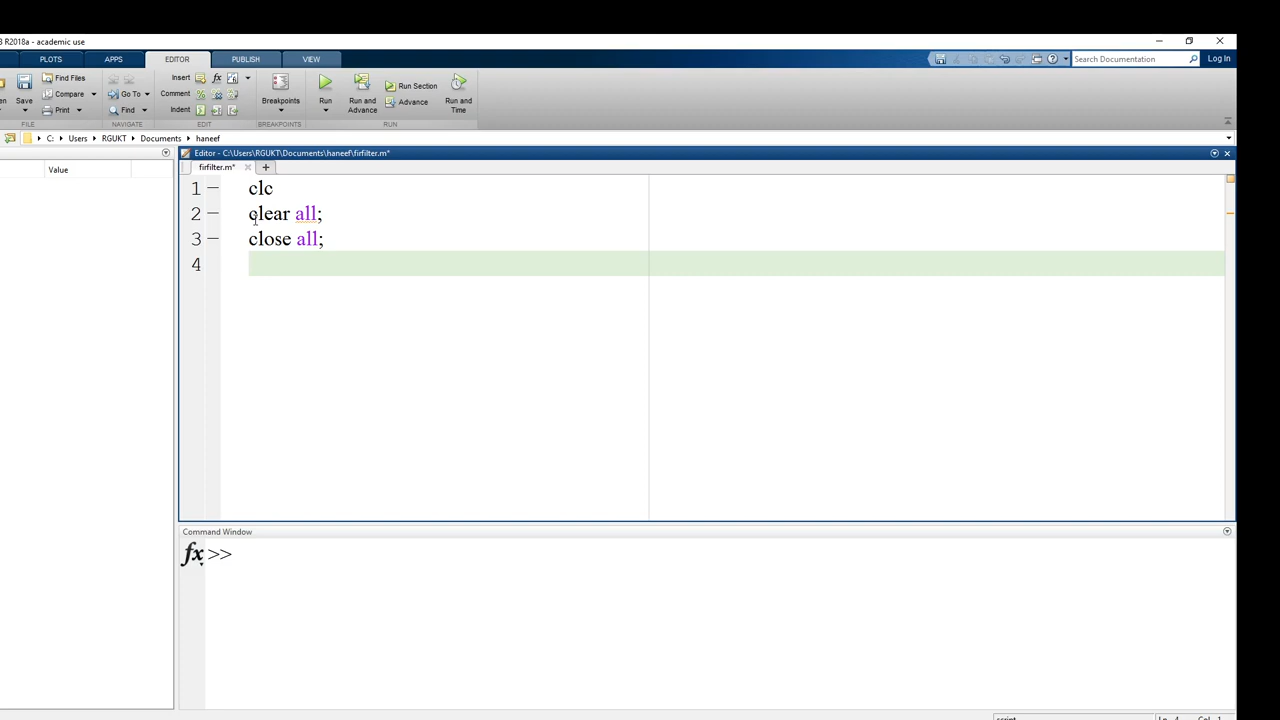 B R2018a - academic use
PLOTS APPS EDITOR PUBLISH VIEW
Search Documentation Log In
Find Files Insert fx Run Section
Compare Go To Comment Advance
Save Print Find Indent Breakpoints Run Run and Advance Run and Time
FILE NAVIGATE EDIT BREAKPOINTS RUN
C: Users RGUKT Documents haneef
Editor - C:\Users\RGUKT\Documents\haneef\firfilter.m*
Value
firfilter.m* × +
1 clc
2 clear all;
3 close all;
4
Command Window
fx >>
script